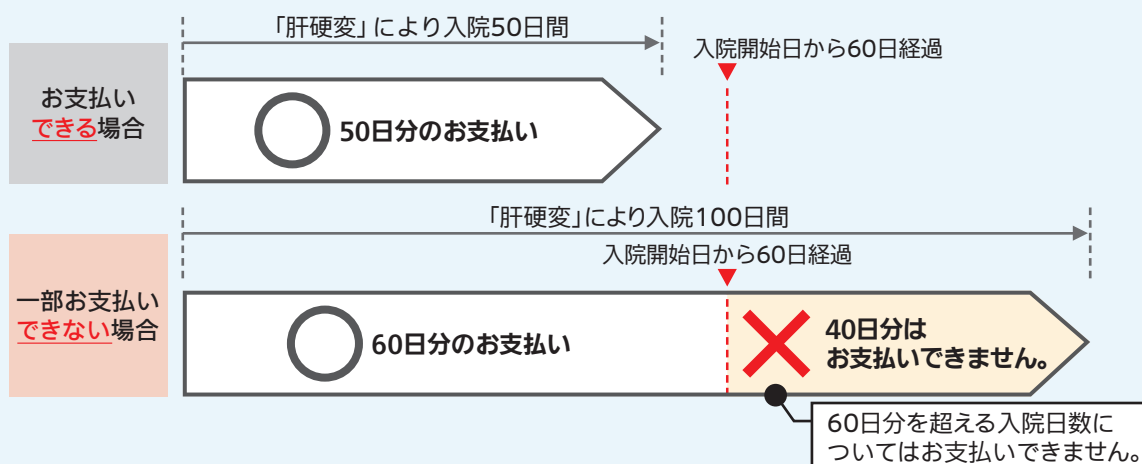 「肝硬変」により入院50日間
入院開始日から60日経過
お支払い
できる場合
50日分のお支払い
「肝硬変」により入院100日間
入院開始日から60日経過
一部お支払い
できない場合
60日分のお支払い
40日分は
お支払いできません。
60日分を超える入院日数に
ついてはお支払いできません。